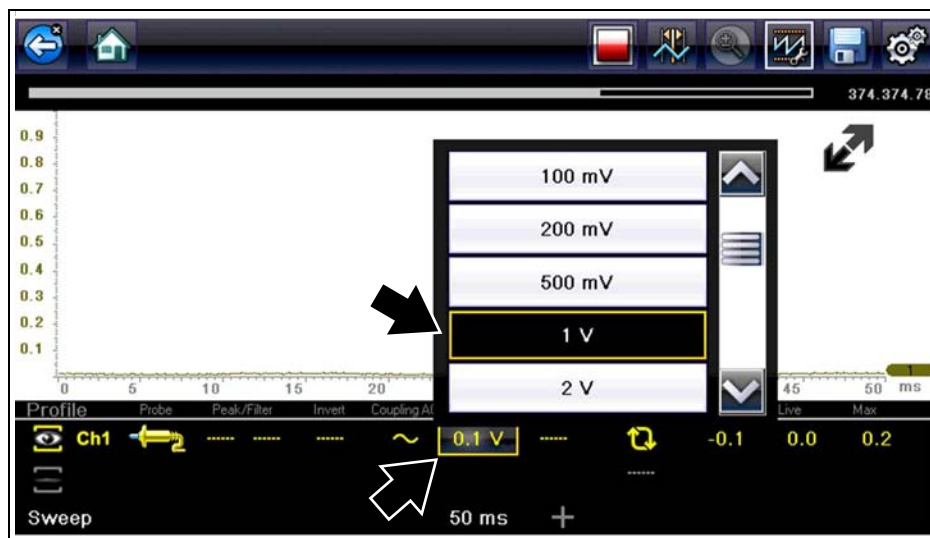 374.374.78
0.9
0.8
0.7
0.6
0.5
0.4
0.3
0.2
0.1
100 mV
200 mV
500 mV
1 V
2 V
0 5 10 15 20 45 50 ms
1
Profile Probe Peak/Filter Invert Coupling Live Max
Ch1 ------ ------ ------ 0.1 V ------ -0.1 0.0 0.2
------
Sweep 50 ms +